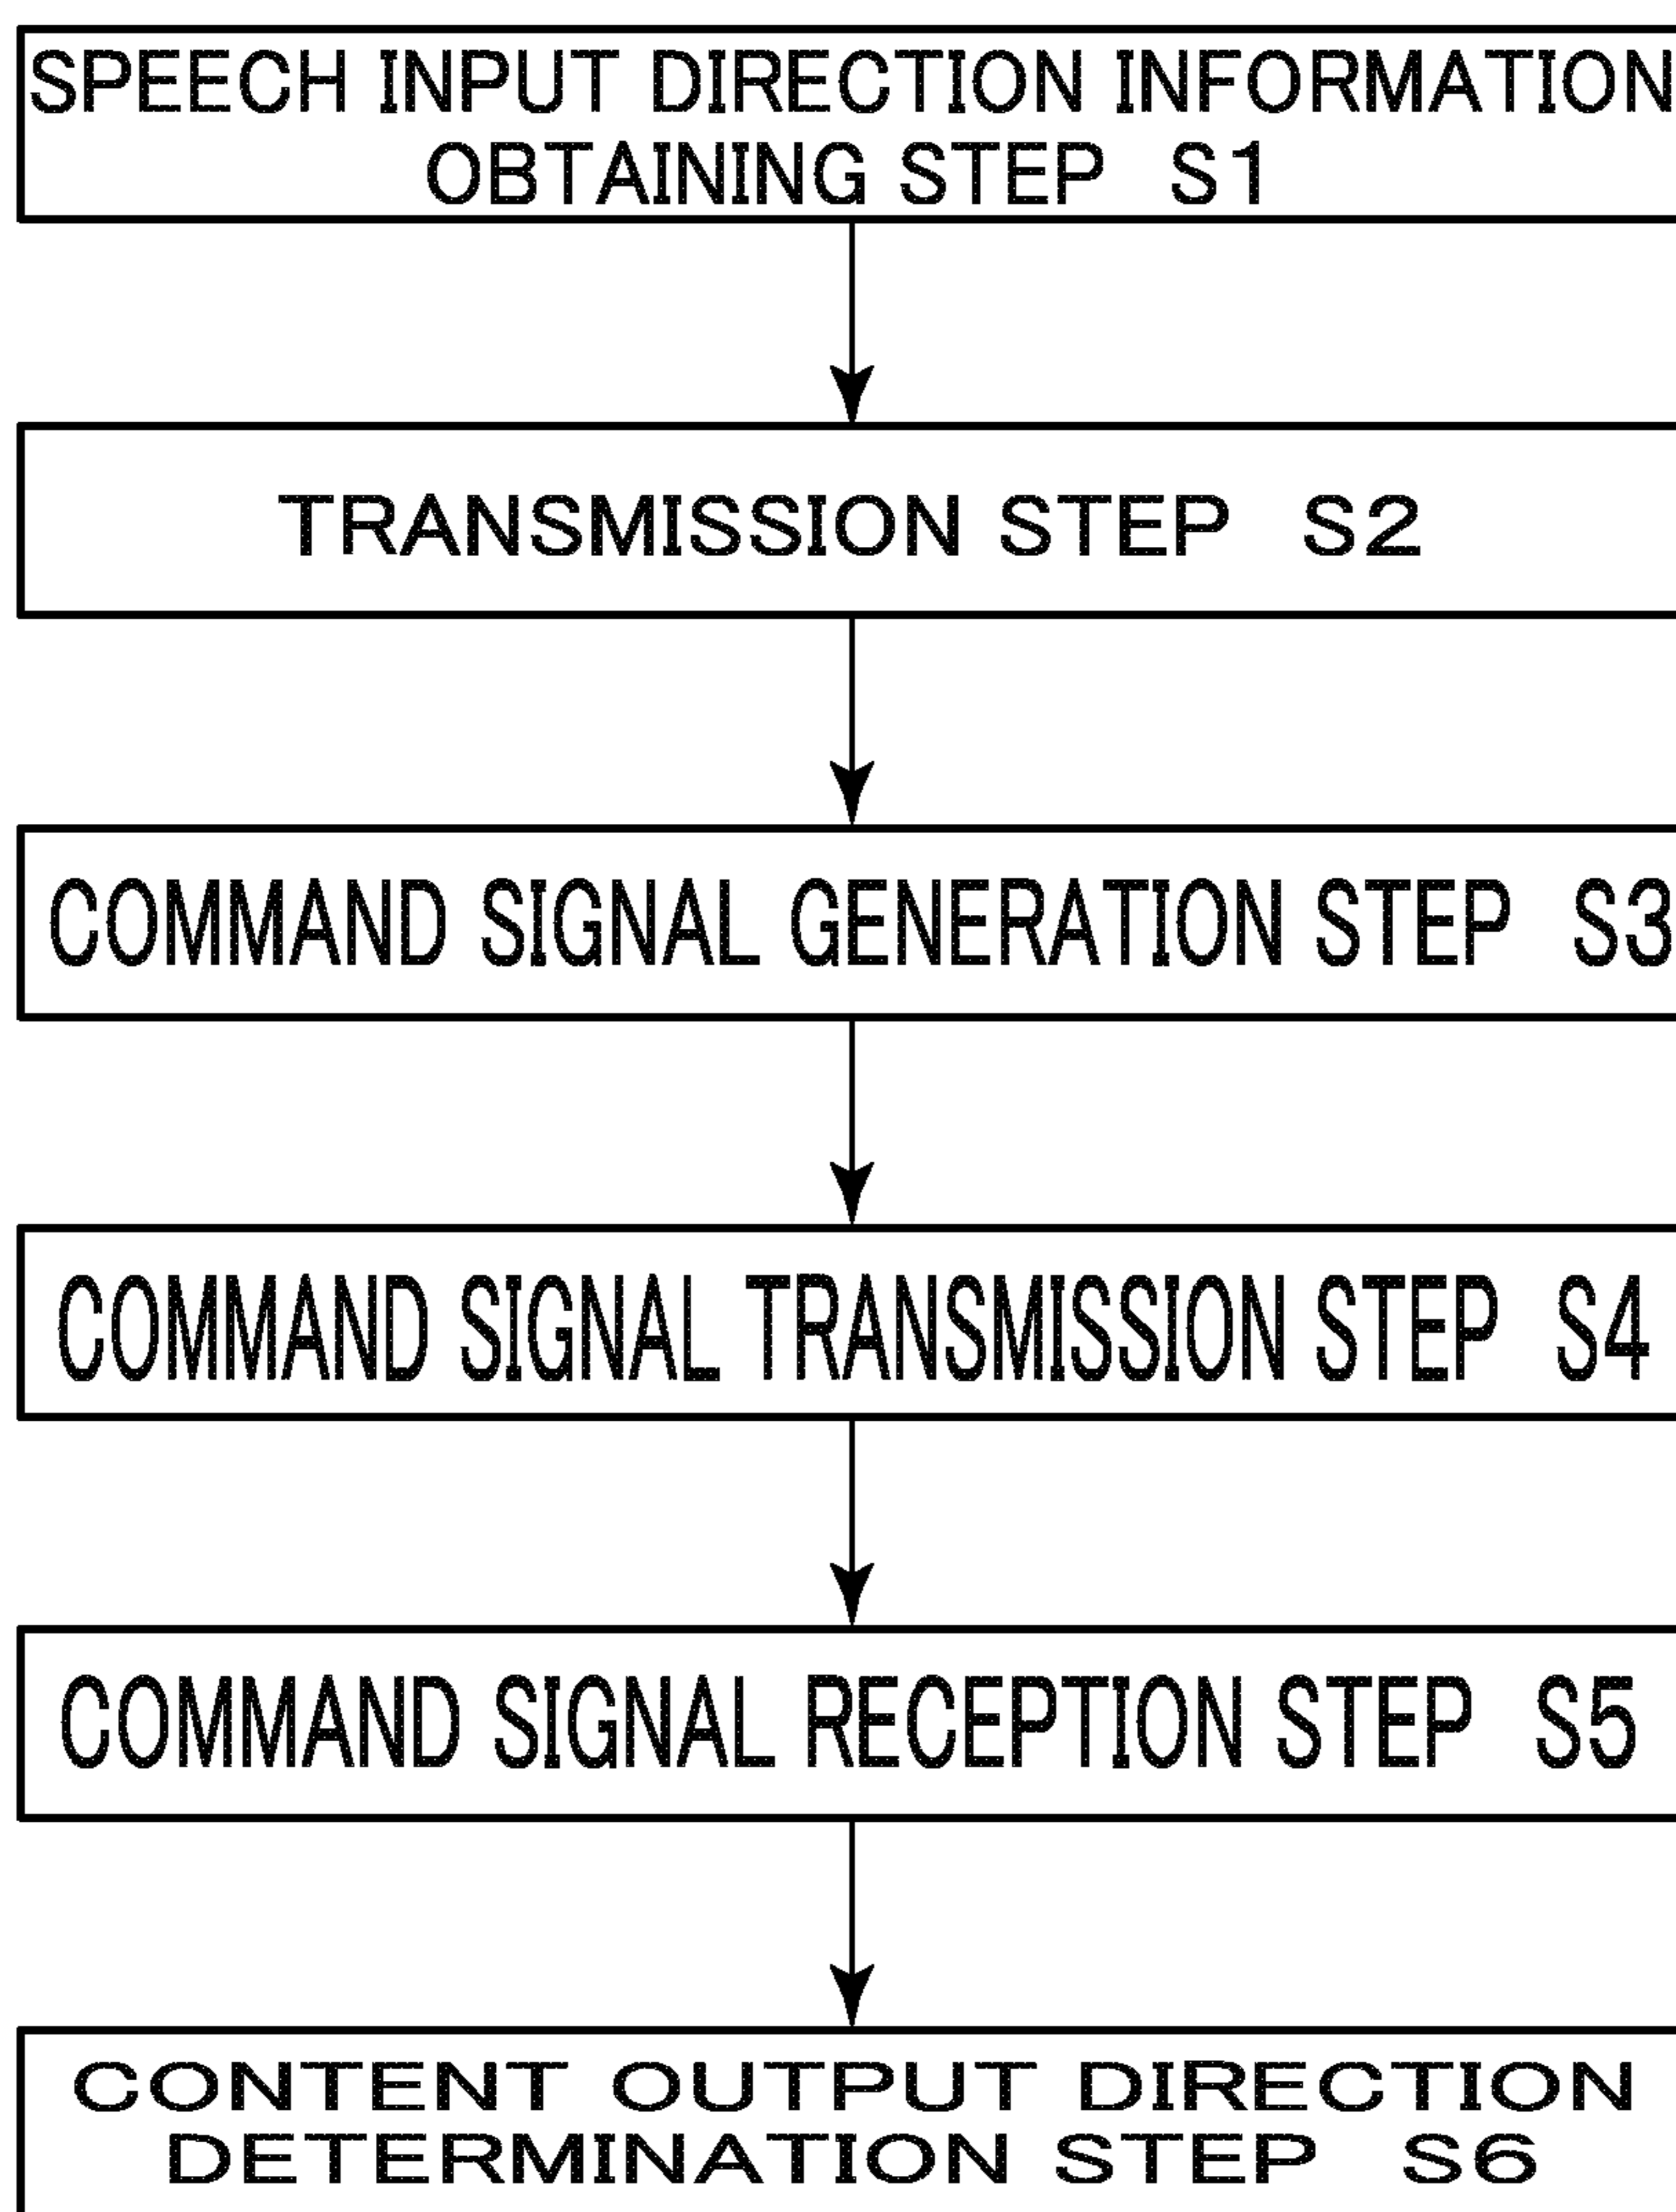 SPEECH INPUT DIRECTION INFORMATION
OBTAINING STEP S1
TRANSMISSION STEP S2
COMMAND SIGNAL GENERATION STEP S3
COMMAND SIGNAL TRANSMISSION STEP S4
COMMAND SIGNAL RECEPTION STEP S5
CONTENT OUTPUT DIRECTION
DETERMINATION STEP S6